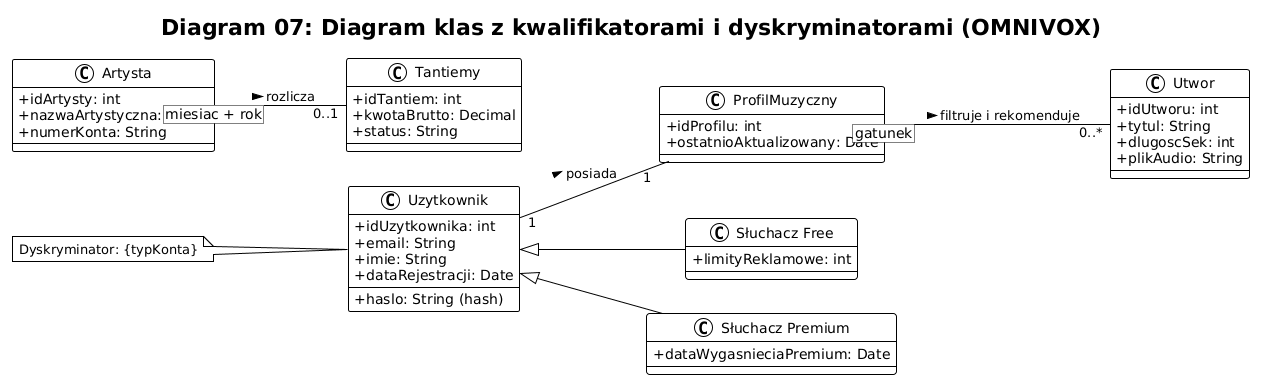 Diagram 07: Diagram klas z kwalifikatorami i dyskryminatorami (OMNIVOX)
C Artysta
+idArtysty: int
+nazwaArtystyczna:
+numerKonta: String
miesiac + rok
rozlicza
0..1
C Tantiemy
+idTantiem: int
+kwotaBrutto: Decimal
+status: String
C ProfilMuzyczny
+idProfilu: int
+ostatnioAktualizowany: Date
gatunek
filtruje i rekomenduje
0..*
C Utwor
+idUtworu: int
+tytul: String
+dlugoscSek: int
+plikAudio: String
posiada
1
1
C Uzytkownik
+idUzytkownika: int
+email: String
+imie: String
+dataRejestracji: Date
+haslo: String (hash)
Dyskryminator: {typKonta}
C Słuchacz Free
+limityReklamowe: int
C Słuchacz Premium
+dataWygasnieciaPremium: Date